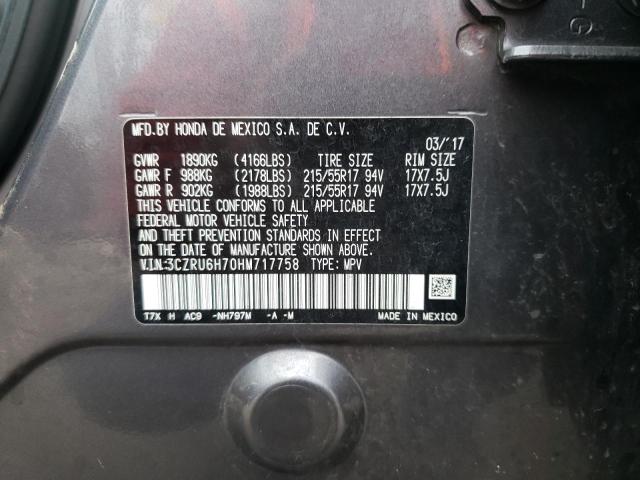 G
MFD.BY HONDA DE MEXICO S.A. DE C.V.
03/'17
GVWR 1890KG (4166LBS) TIRE SIZE RIM SIZE
GAWR F 988KG (2178LBS) 215/55R17 94V 17X7.5J
GAWR R 902KG (1988LBS) 215/55R17 94V 17X7.5J
THIS VEHICLE CONFORMS TO ALL APPLICABLE
FEDERAL MOTOR VEHICLE SAFETY
AND THEFT PREVENTION STANDARDS IN EFFECT
ON THE DATE OF MANUFACTURE SHOWN ABOVE.
V.I.N:3CZRU6H70HM717758 TYPE: MPV
T7X H AC9 -NH797M -A -M MADE IN MEXICO